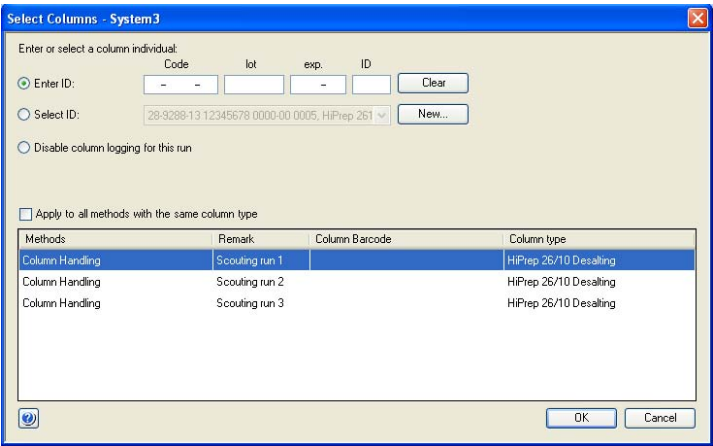 Select Columns - System3
Enter or select a column individual:
Code lot exp. ID
Enter ID: - - - Clear
Select ID: 28-9288-13 12345678 0000-00 0005, HiPrep 261 New...
Disable column logging for this run
Apply to all methods with the same column type
Methods Remark Column Barcode Column type
Column Handling Scouting run 1 HiPrep 26/10 Desalting
Column Handling Scouting run 2 HiPrep 26/10 Desalting
Column Handling Scouting run 3 HiPrep 26/10 Desalting
? OK Cancel